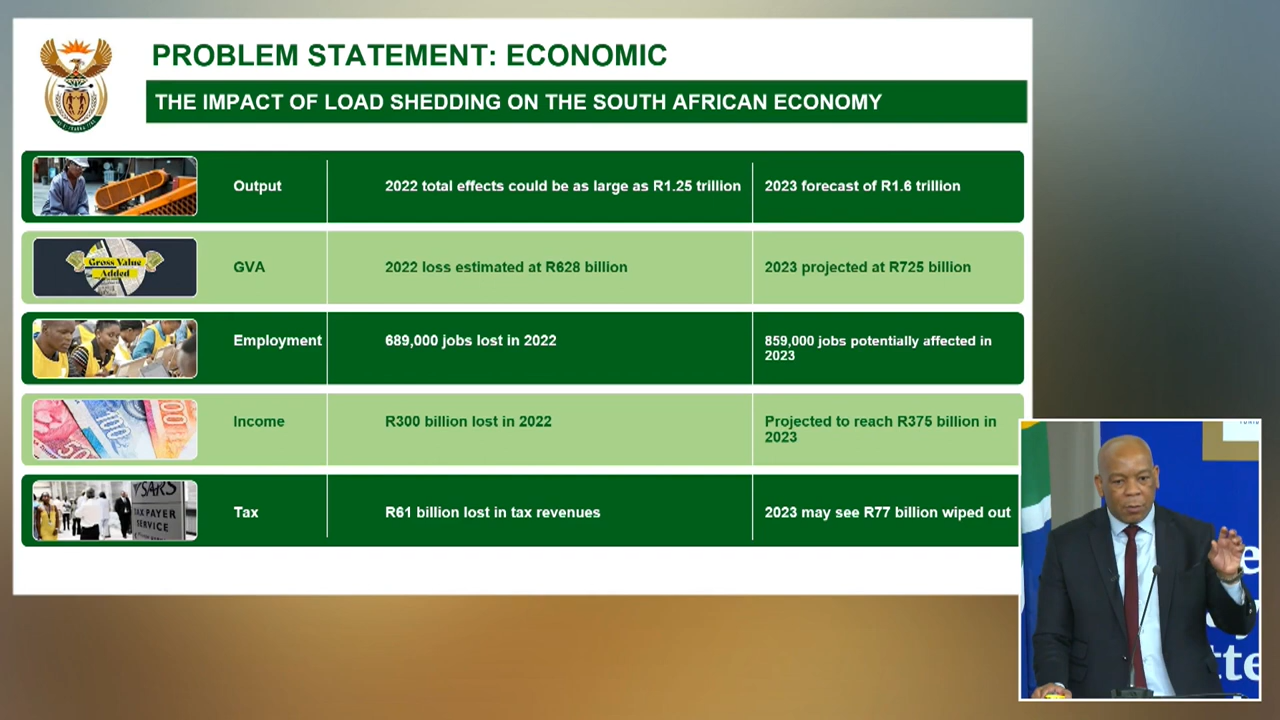 PROBLEM STATEMENT: ECONOMIC
THE IMPACT OF LOAD SHEDDING ON THE SOUTH AFRICAN ECONOMY
Output
2022 total effects could be as large as R1.25 trillion
2023 forecast of R1.6 trillion
Gross Value
Added
GVA
2022 loss estimated at R628 billion
2023 projected at R725 billion
Employment
689,000 jobs lost in 2022
859,000 jobs potentially affected in
2023
Income
R300 billion lost in 2022
Projected to reach R375 billion in
2023
SARS
TAX PAYER
SERVICE
Tax
R61 billion lost in tax revenues
2023 may see R77 billion wiped out